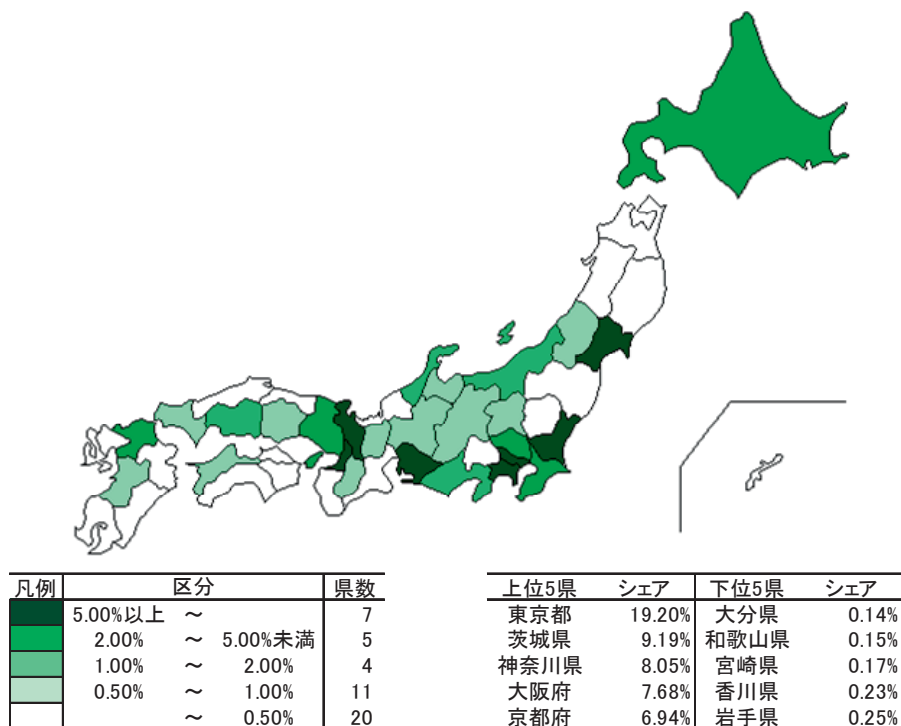 凡例 区分 県数
5.00%以上 ～ 7
2.00% ～ 5.00%未満 5
1.00% ～ 2.00% 4
0.50% ～ 1.00% 11
～ 0.50% 20
上位5県 シェア 下位5県 シェア
東京都 19.20% 大分県 0.14%
茨城県 9.19% 和歌山県 0.15%
神奈川県 8.05% 宮崎県 0.17%
大阪府 7.68% 香川県 0.23%
京都府 6.94% 岩手県 0.25%